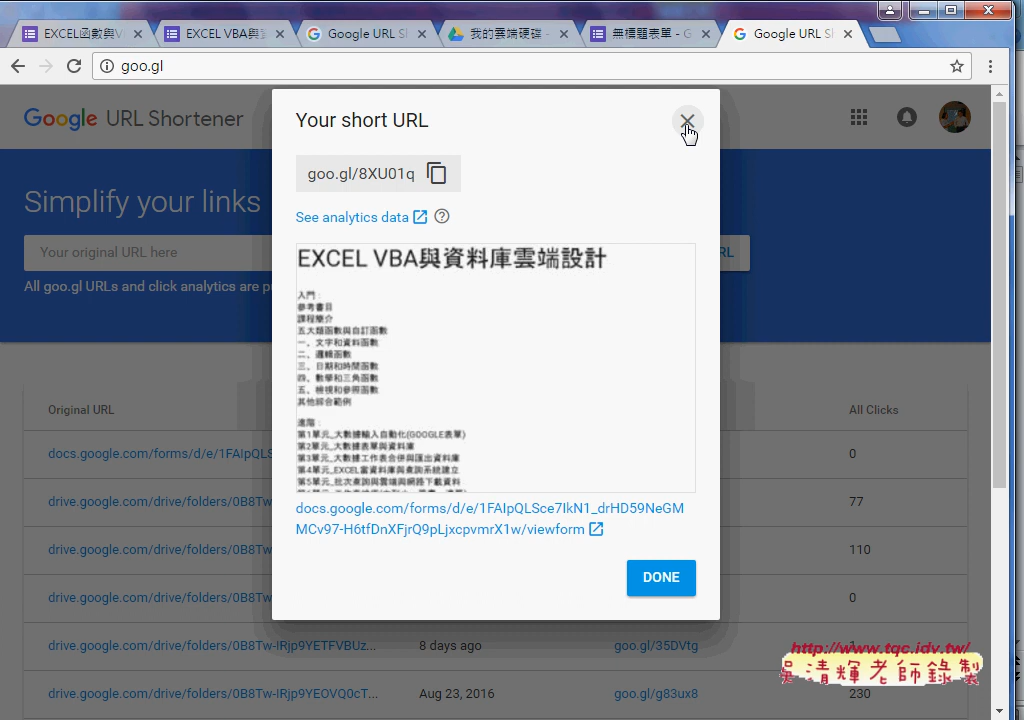 EXCEL函數與V
EXCEL VBA與
Google URL S
我的雲端硬碟 -
無標題表單 - G
Google URL S
goo.gl
Google URL Shortener
Simplify your links
Your original URL here
RL
All goo.gl URLs and click analytics are p
Your short URL
goo.gl/8XU01q
See analytics data
EXCEL VBA與資料庫雲端設計
入門：
參考書目
課程簡介
五大類函數與自訂函數
一、文字和資料函數
二、邏輯函數
三、日期和時間函數
四、數學和三角函數
五、檢視和參照函數
其他綜合範例
進階：
第1單元_大數據輸入自動化(GOOGLE表單)
第2單元_大數據表單與資料庫
第3單元_大數據工作表合併與匯出資料庫
第4單元_EXCEL當資料庫與查詢系統建立
第5單元_批次查詢與雲端與網路下載資料
docs.google.com/forms/d/e/1FAIpQLSce7IkN1_drHD59NeGM
MCv97-H6tfDnXFjrQ9pLjxcpvmrX1w/viewform
DONE
Original URL
All Clicks
docs.google.com/forms/d/e/1FAIpQLS
0
drive.google.com/drive/folders/0B8Tw
77
drive.google.com/drive/folders/0B8Tw
110
drive.google.com/drive/folders/0B8Tw
0
drive.google.com/drive/folders/0B8Tw-IRjp9YETFVBUz...
8 days ago
goo.gl/35DVtg
1
drive.google.com/drive/folders/0B8Tw-IRjp9YEOVQ0cT...
Aug 23, 2016
goo.gl/g83ux8
230
http://www.tqc.idv.tw/
吳清輝老師錄製